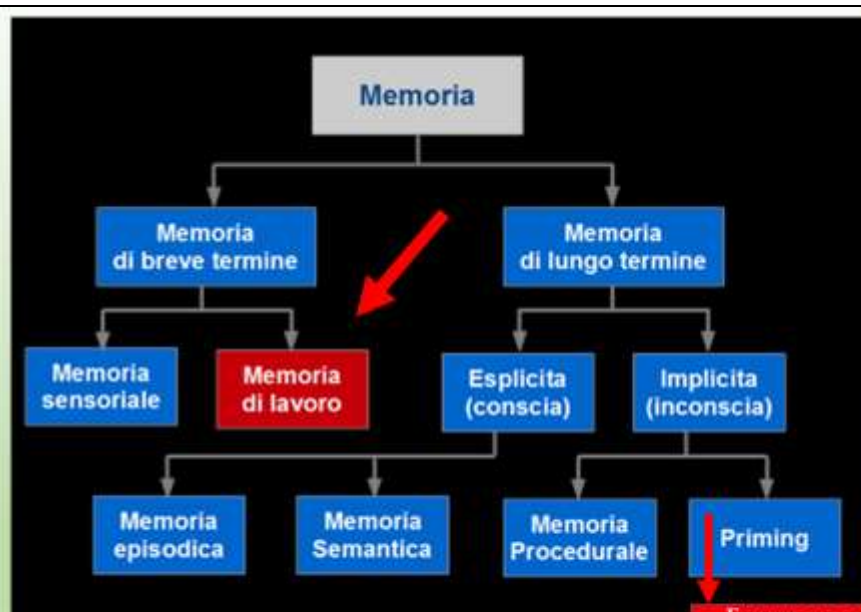 Memoria
Memoria
di breve termine
Memoria
di lungo termine
Memoria
sensoriale
Memoria
di lavoro
Esplicita
(conscia)
Implicita
(inconscia)
Memoria
episodica
Memoria
Semantica
Memoria
Procedurale
Priming